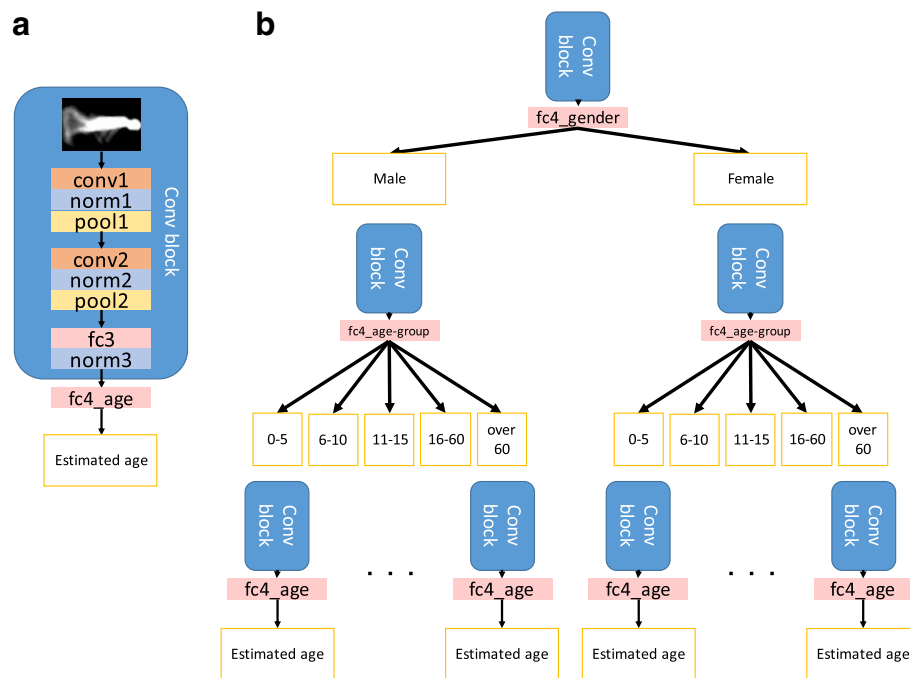 a
conv1
norm1
pool1
conv2
norm2
pool2
fc3
norm3
Conv block
fc4_age
Estimated age
b
Conv
block
fc4_gender
Male
Female
Conv
block
fc4_age-group
0-5
6-10
11-15
16-60
over
60
Conv
block
fc4_age-group
0-5
6-10
11-15
16-60
over
60
Conv
block
fc4_age
Estimated age
. . .
Conv
block
fc4_age
Estimated age
Conv
block
fc4_age
Estimated age
. . .
Conv
block
fc4_age
Estimated age